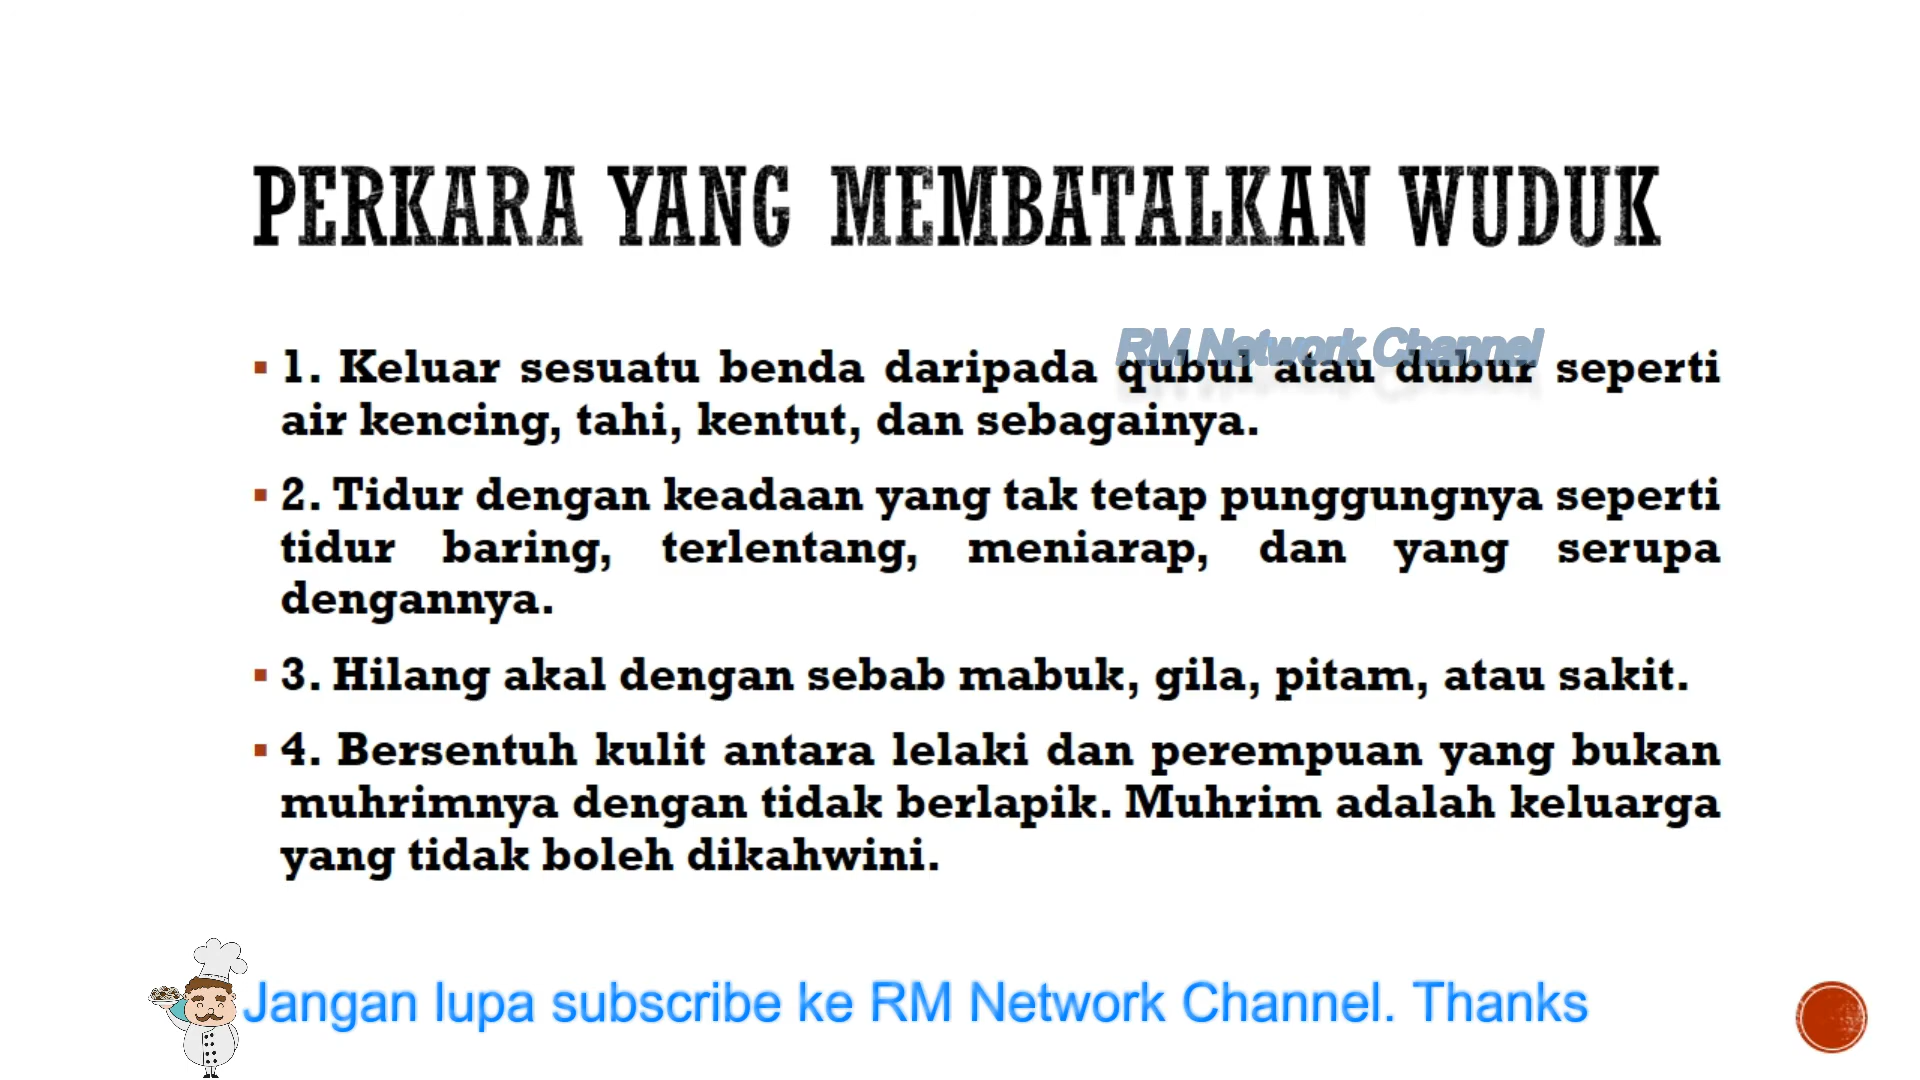 PERKARA YANG MEMBATALKAN WUDUK
RM Network Channel
1. Keluar sesuatu benda daripada qubul atau dubur seperti
air kencing, tahi, kentut, dan sebagainya.
2. Tidur dengan keadaan yang tak tetap punggungnya seperti
tidur baring, terlentang, meniarap, dan yang serupa
dengannya.
3. Hilang akal dengan sebab mabuk, gila, pitam, atau sakit.
4. Bersentuh kulit antara lelaki dan perempuan yang bukan
muhrimnya dengan tidak berlapik. Muhrim adalah keluarga
yang tidak boleh dikahwini.
Jangan lupa subscribe ke RM Network Channel. Thanks